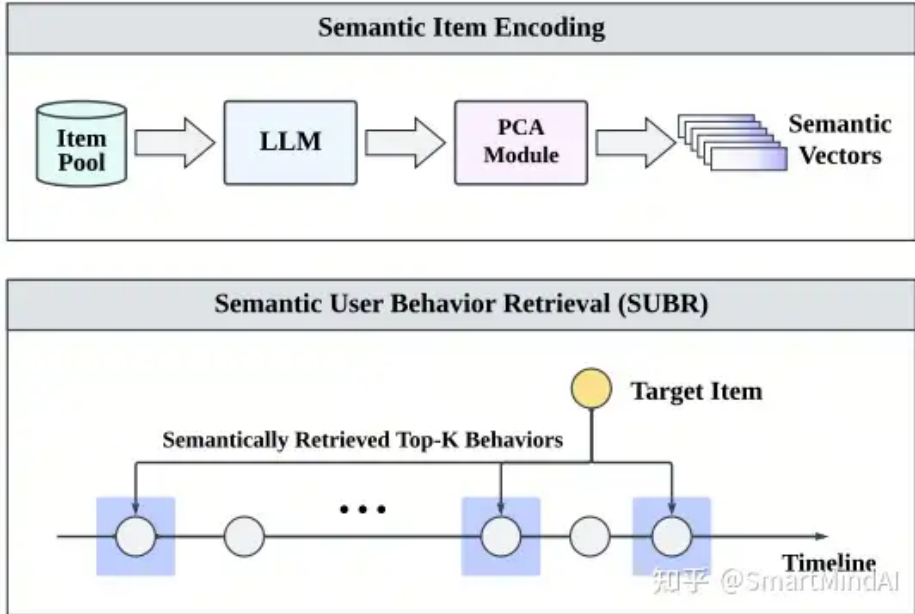 Semantic Item Encoding
Item
Pool
LLM
PCA
Module
Semantic
Vectors
Semantic User Behavior Retrieval (SUBR)
Target Item
Semantically Retrieved Top-K Behaviors
Timeline
知乎 @SmartMindAI